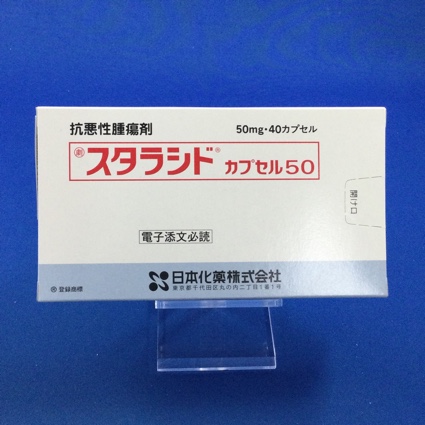 抗悪性腫瘍剤
50mg・40カプセル
劇 スタラシド® カプセル50
開け口
電子添文必読
日本化薬株式会社
東京都千代田区丸の内二丁目1番1号
® 登録商標